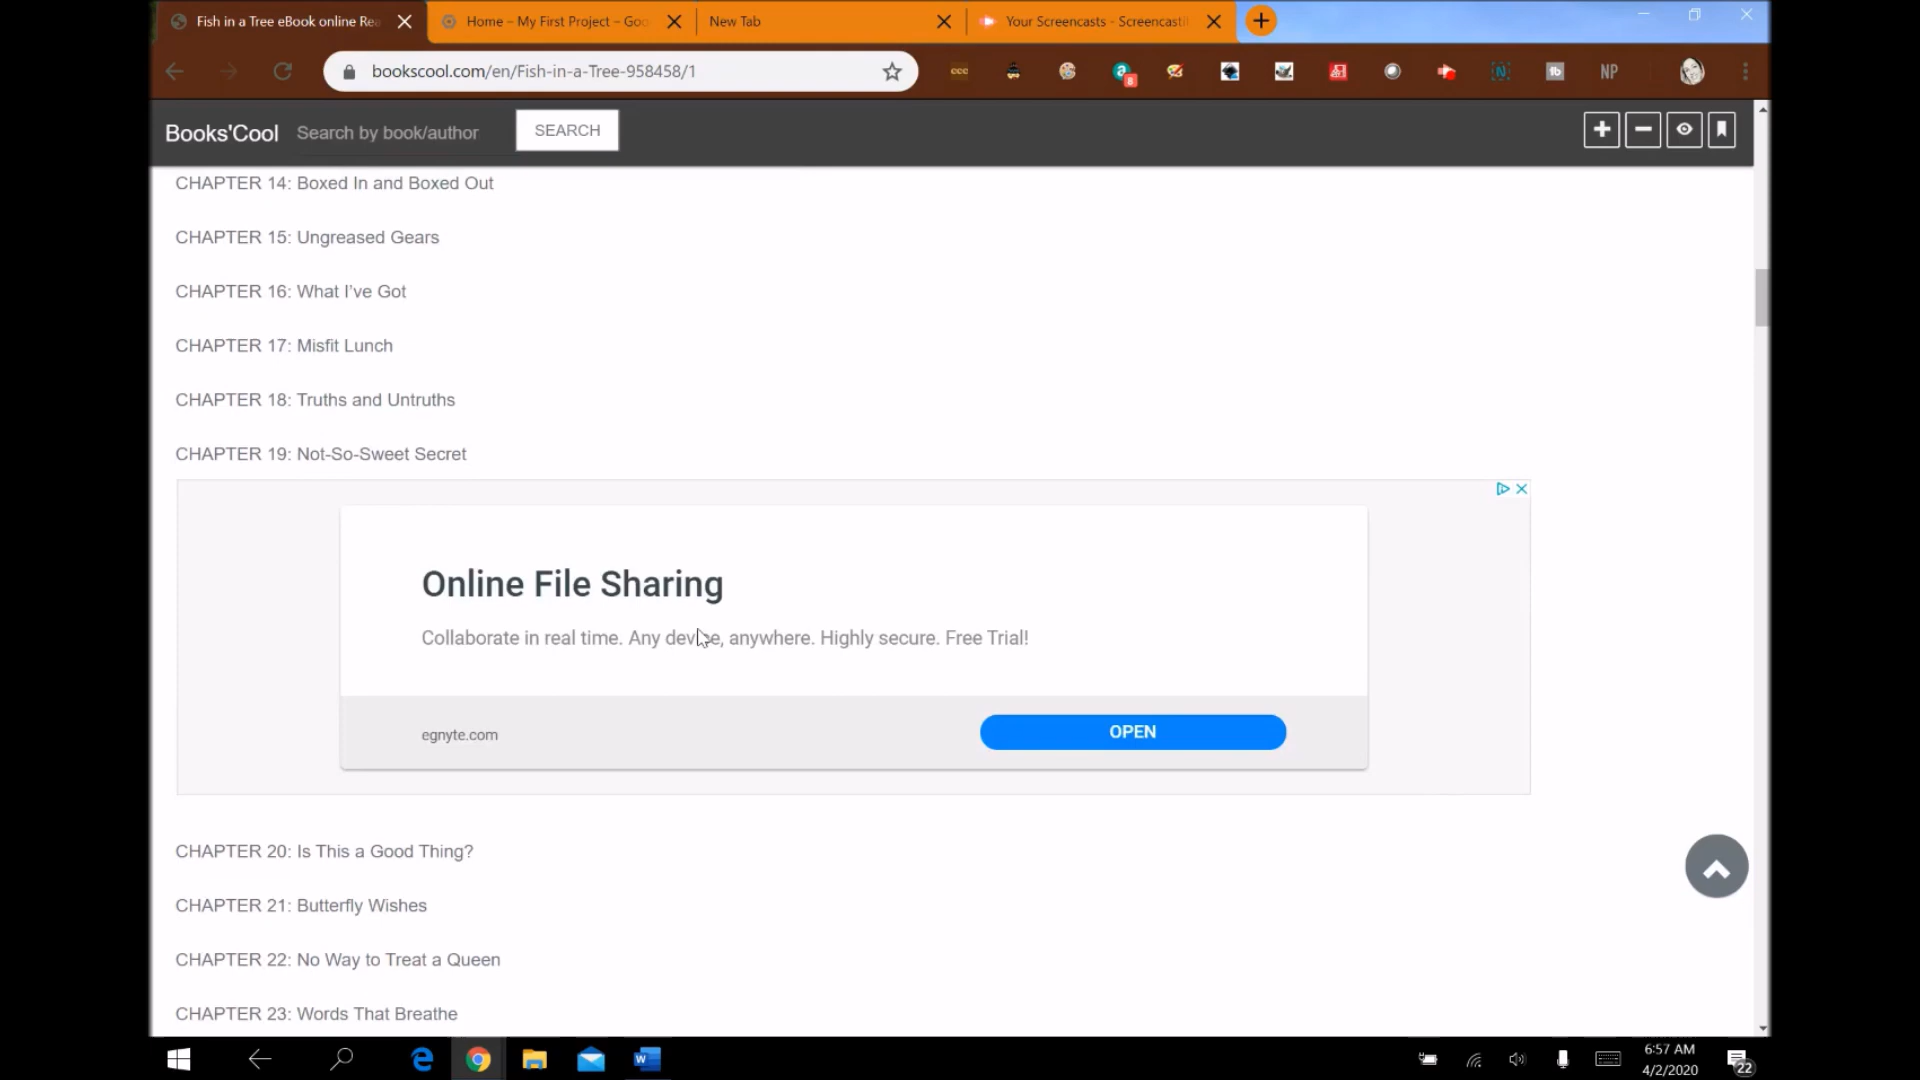 Fish in a Tree eBook online Rea
Home – My First Project – Goo
New Tab
Your Screencasts - Screencasti
bookscool.com/en/Fish-in-a-Tree-958458/1
ccc
a
8
N
fb
NP
Books'Cool
Search by book/author
SEARCH
CHAPTER 14: Boxed In and Boxed Out
CHAPTER 15: Ungreased Gears
CHAPTER 16: What I’ve Got
CHAPTER 17: Misfit Lunch
CHAPTER 18: Truths and Untruths
CHAPTER 19: Not-So-Sweet Secret
Online File Sharing
Collaborate in real time. Any device, anywhere. Highly secure. Free Trial!
egnyte.com
OPEN
CHAPTER 20: Is This a Good Thing?
CHAPTER 21: Butterfly Wishes
CHAPTER 22: No Way to Treat a Queen
CHAPTER 23: Words That Breathe
6:57 AM
4/2/2020
22